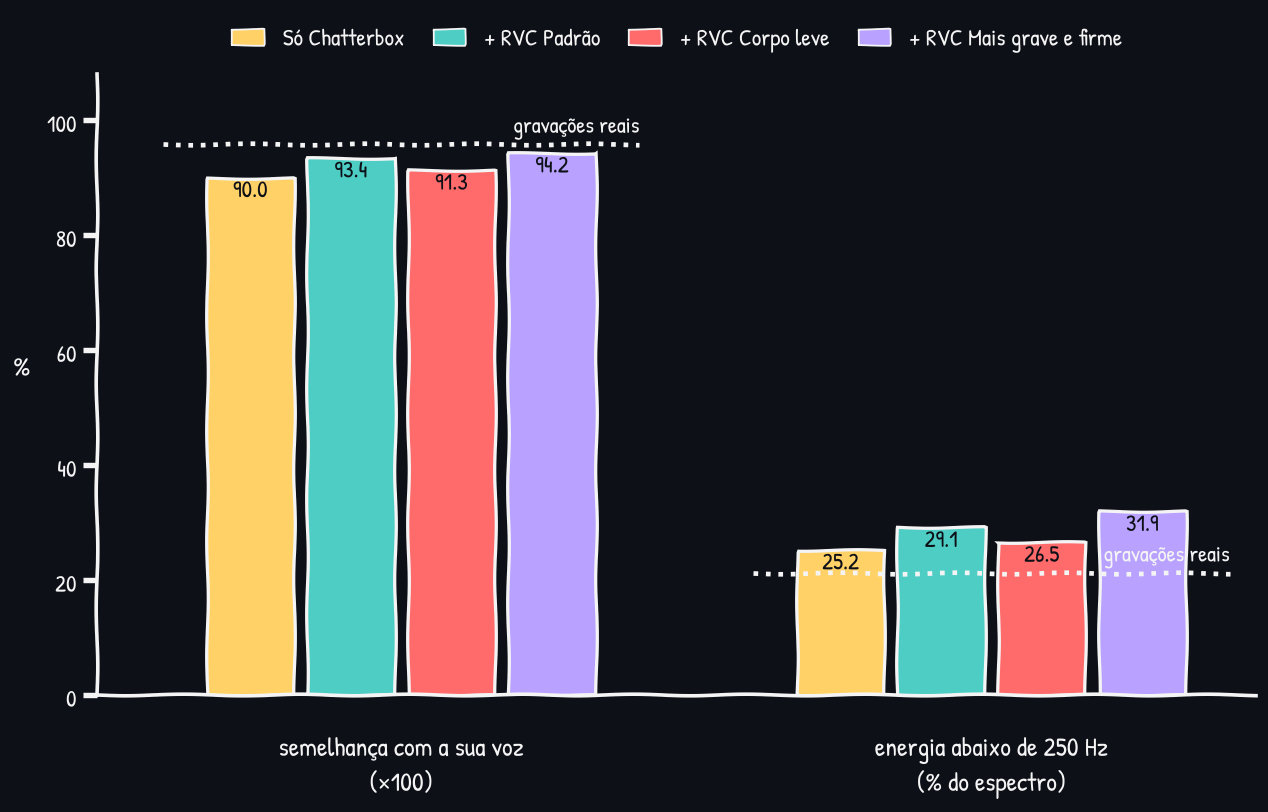 Só Chatterbox
+ RVC Padrão
+ RVC Corpo leve
+ RVC Mais grave e firme
%
100
80
60
40
20
0
gravações reais
90.0
93.4
91.3
94.2
25.2
29.1
26.5
31.9
gravações reais
semelhança com a sua voz
(×100)
energia abaixo de 250 Hz
(% do espectro)